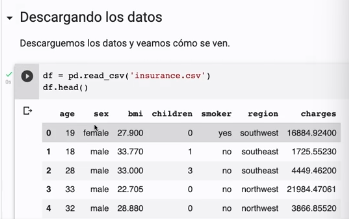 Descargando los datos
Descarguemos los datos y veamos cómo se ven.
df = pd.read_csv('insurance.csv')
df.head()
age sex bmi children smoker region charges
0 19 female 27.900 0 yes southwest 16884.92400
1 18 male 33.770 1 no southeast 1725.55230
2 28 male 33.000 3 no southeast 4449.46200
3 33 male 22.705 0 no northwest 21984.47061
4 32 male 28.880 0 no northwest 3866.85520